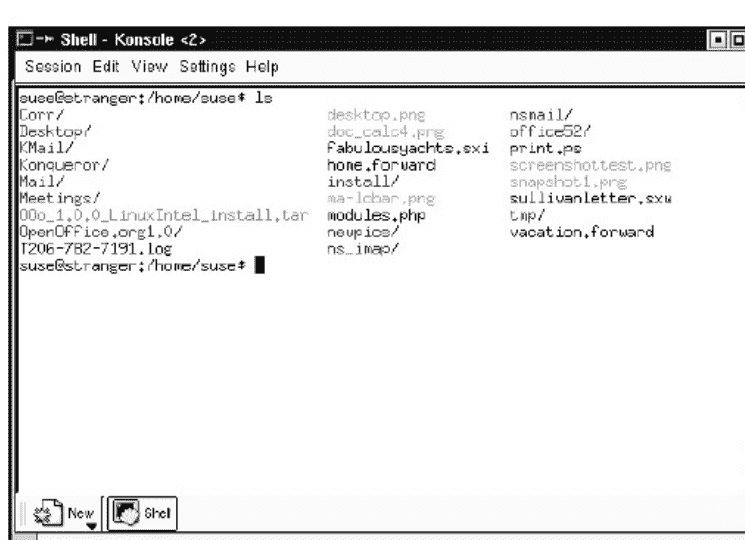 Shell - Konsole <2>
Session Edit View Settings Help
suse@stranger:/home/suse# ls
Corr/ desktop.png nsmail/
Desktop/ doc_calc4.png office52/
KMail/ fabulousyachts.sxi print.ps
Konqueror/ home.forward screenshottest.png
Mail/ install/ snapshot1.png
Meetings/ ma-lcbar.png sullivanletter.sxw
OOo_1.0.0_LinuxIntel_install.tar modules.php tmp/
OpenOffice.org1.0/ newpics/ vacation.forward
T206-782-7191.log ns_imap/
suse@stranger:/home/suse#
New Shell